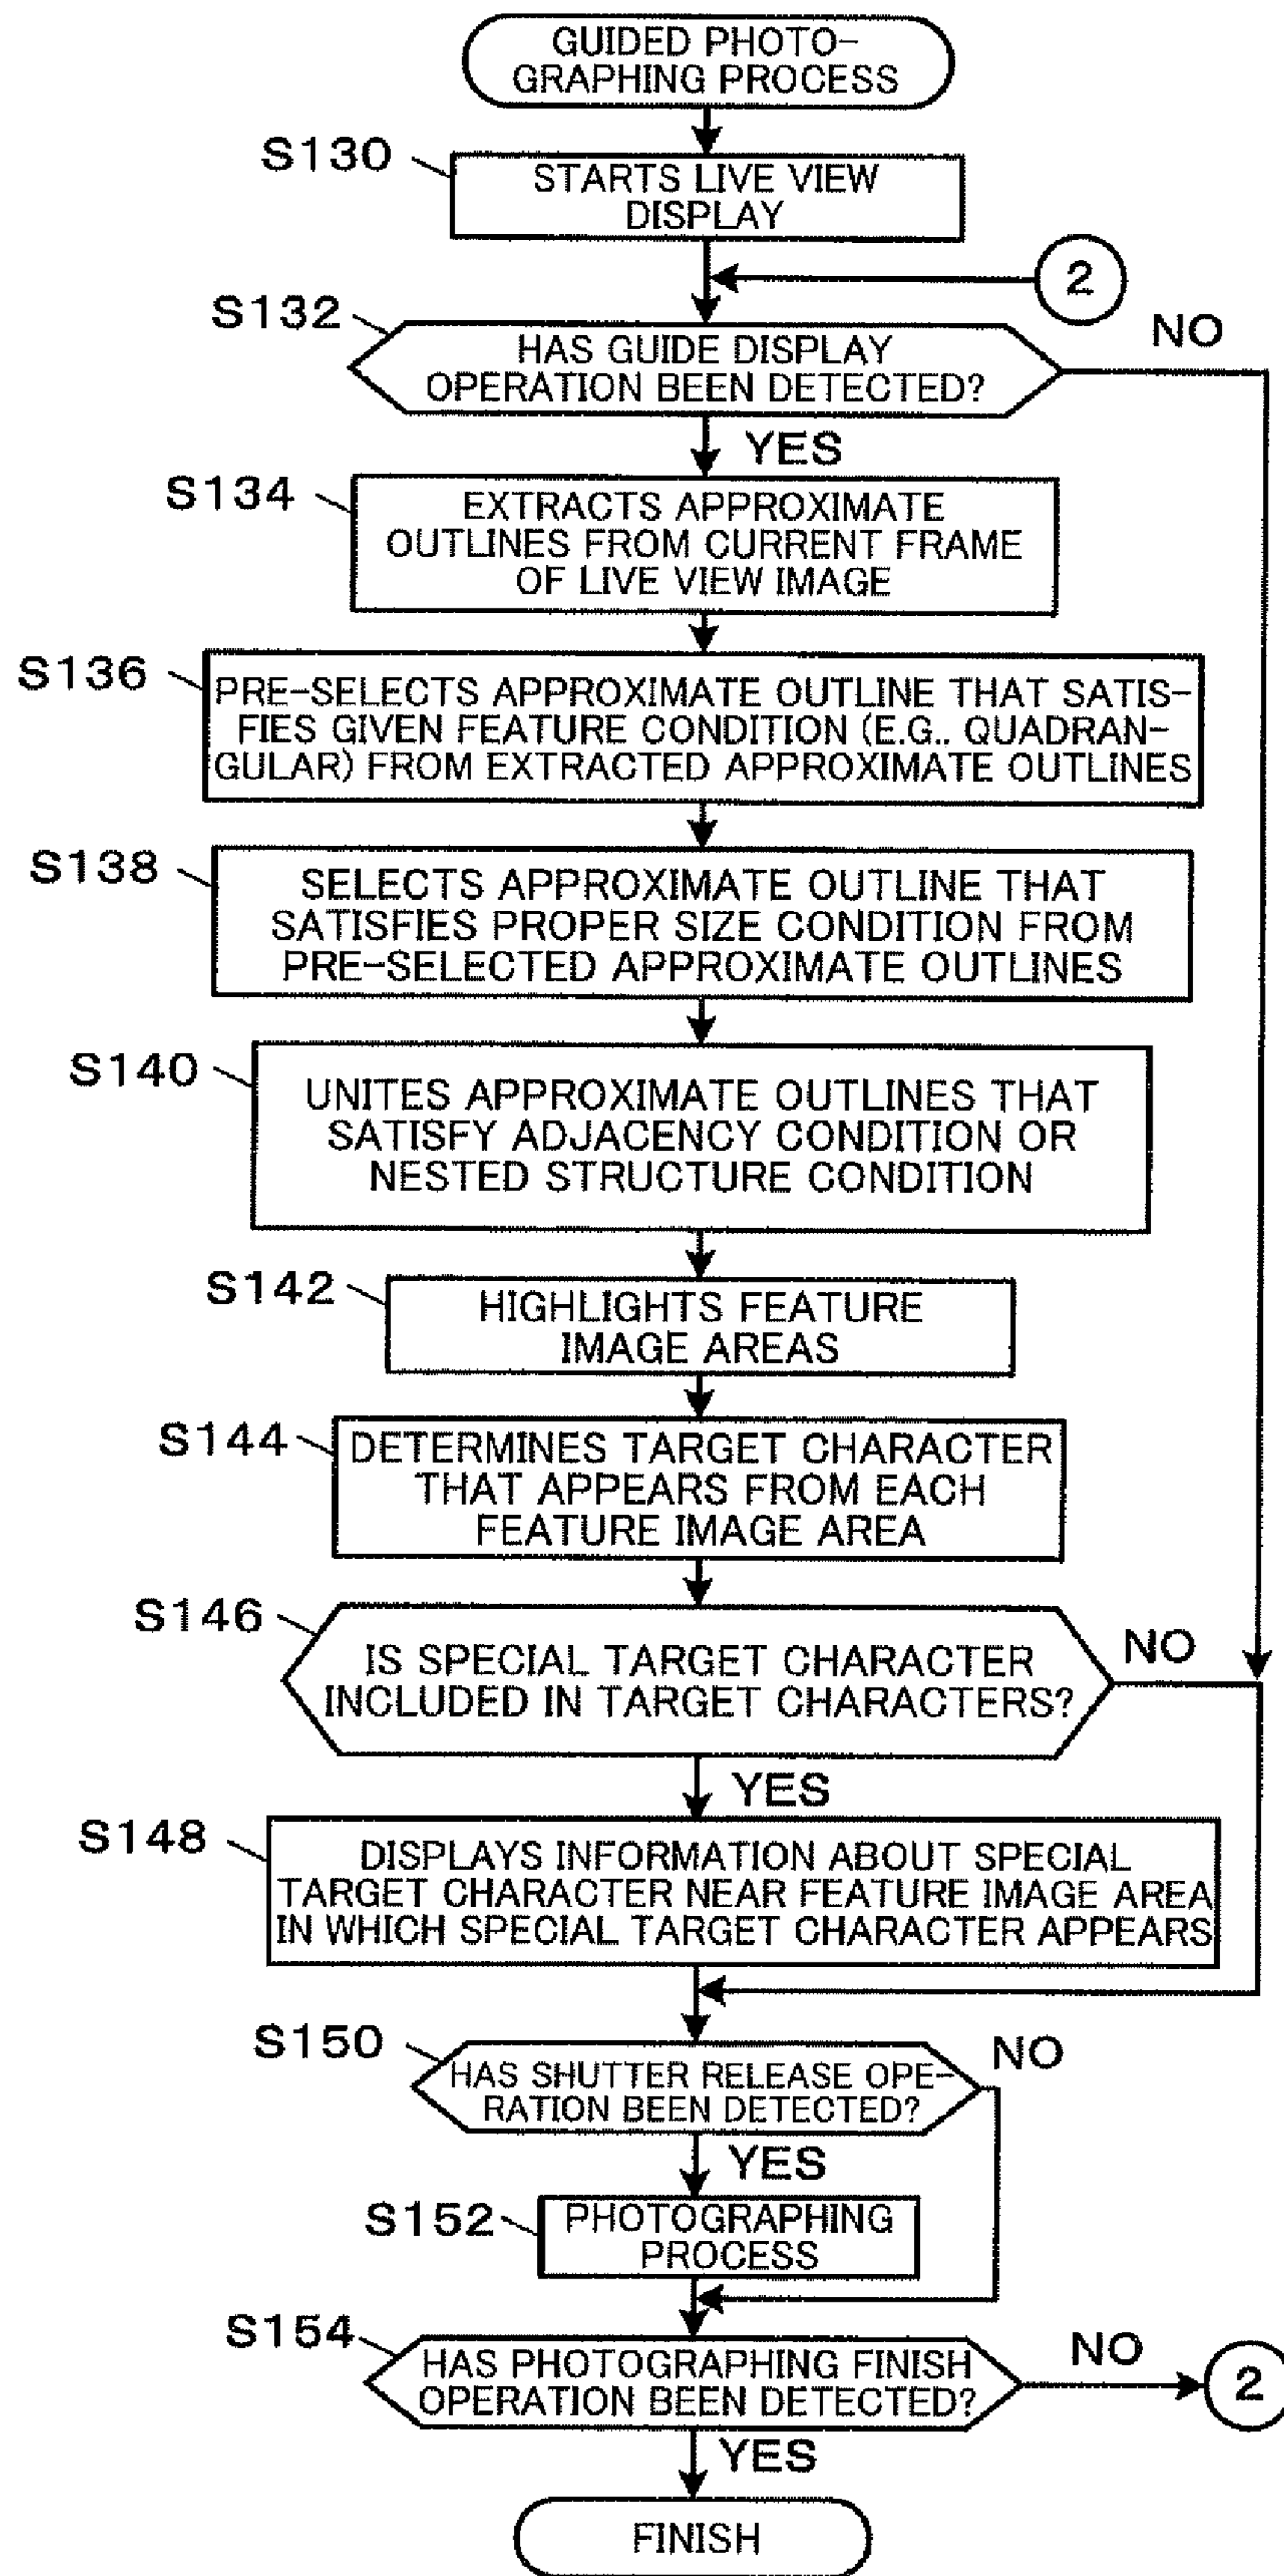 GUIDED PHOTO-
GRAPHING PROCESS
S130
STARTS LIVE VIEW
DISPLAY
2
S132
HAS GUIDE DISPLAY
OPERATION BEEN DETECTED?
NO
YES
S134
EXTRACTS APPROXIMATE
OUTLINES FROM CURRENT FRAME
OF LIVE VIEW IMAGE
S136
PRE-SELECTS APPROXIMATE OUTLINE THAT SATIS-
FIES GIVEN FEATURE CONDITION (E.G., QUADRAN-
GULAR) FROM EXTRACTED APPROXIMATE OUTLINES
S138
SELECTS APPROXIMATE OUTLINE THAT
SATISFIES PROPER SIZE CONDITION FROM
PRE-SELECTED APPROXIMATE OUTLINES
S140
UNITES APPROXIMATE OUTLINES THAT
SATISFY ADJACENCY CONDITION OR
NESTED STRUCTURE CONDITION
S142
HIGHLIGHTS FEATURE
IMAGE AREAS
S144
DETERMINES TARGET CHARACTER
THAT APPEARS FROM EACH
FEATURE IMAGE AREA
S146
IS SPECIAL TARGET CHARACTER
INCLUDED IN TARGET CHARACTERS?
NO
YES
S148
DISPLAYS INFORMATION ABOUT SPECIAL
TARGET CHARACTER NEAR FEATURE IMAGE AREA
IN WHICH SPECIAL TARGET CHARACTER APPEARS
S150
HAS SHUTTER RELEASE OPE-
RATION BEEN DETECTED?
NO
YES
S152
PHOTOGRAPHING
PROCESS
S154
HAS PHOTOGRAPHING FINISH
OPERATION BEEN DETECTED?
NO
2
YES
FINISH